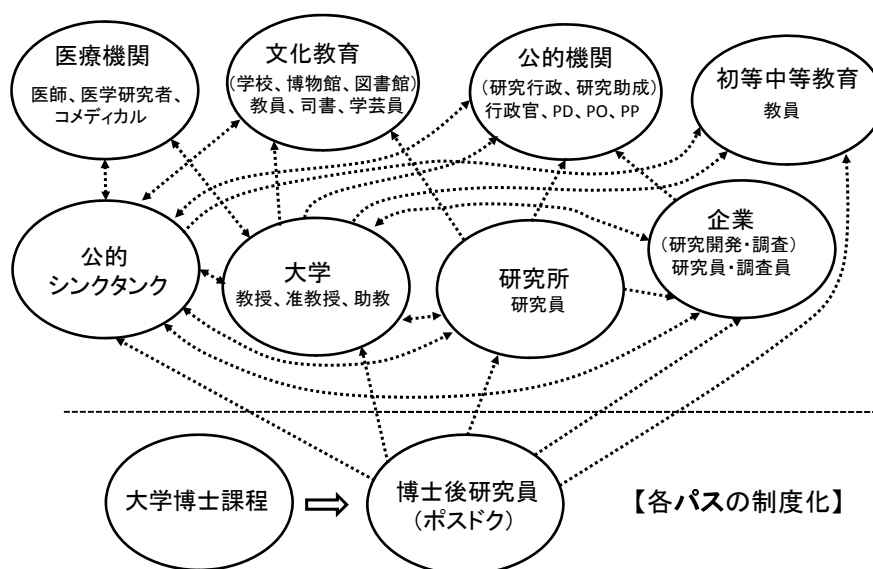 医療機関
医師、医学研究者、
コメディカル
文化教育
(学校、博物館、図書館)
教員、司書、学芸員
公的機関
(研究行政、研究助成)
行政官、PD、PO、PP
初等中等教育
教員
公的
シンクタンク
大学
教授、准教授、助教
研究所
研究員
企業
(研究開発・調査)
研究員・調査員
大学博士課程
博士後研究員
(ポスドク)
【各パスの制度化】